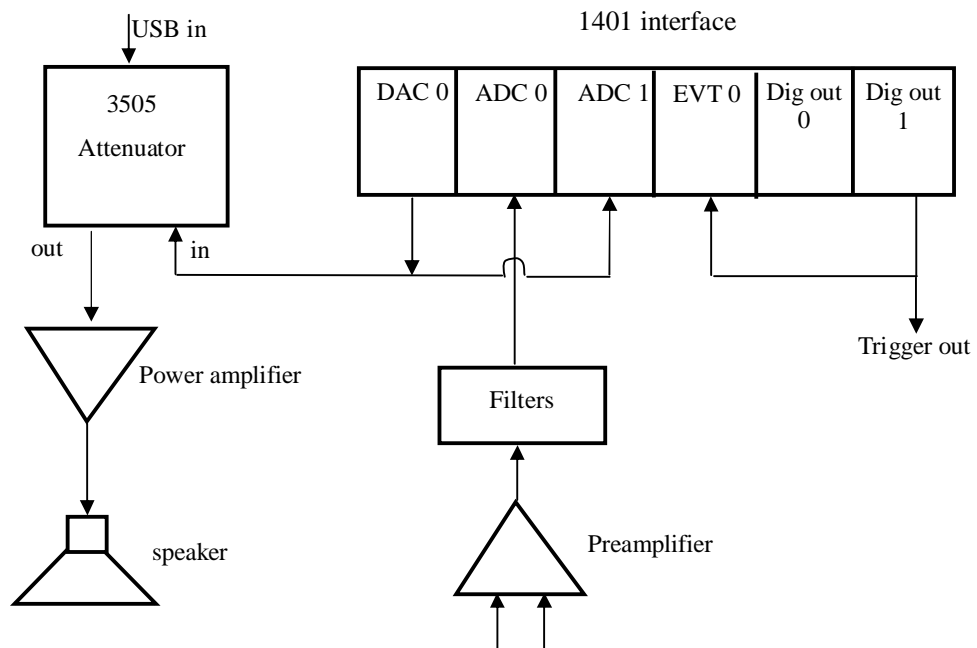 USB in
1401 interface
3505
Attenuator
DAC 0
ADC 0
ADC 1
EVT 0
Dig out
0
Dig out
1
out
in
Trigger out
Power amplifier
Filters
speaker
Preamplifier